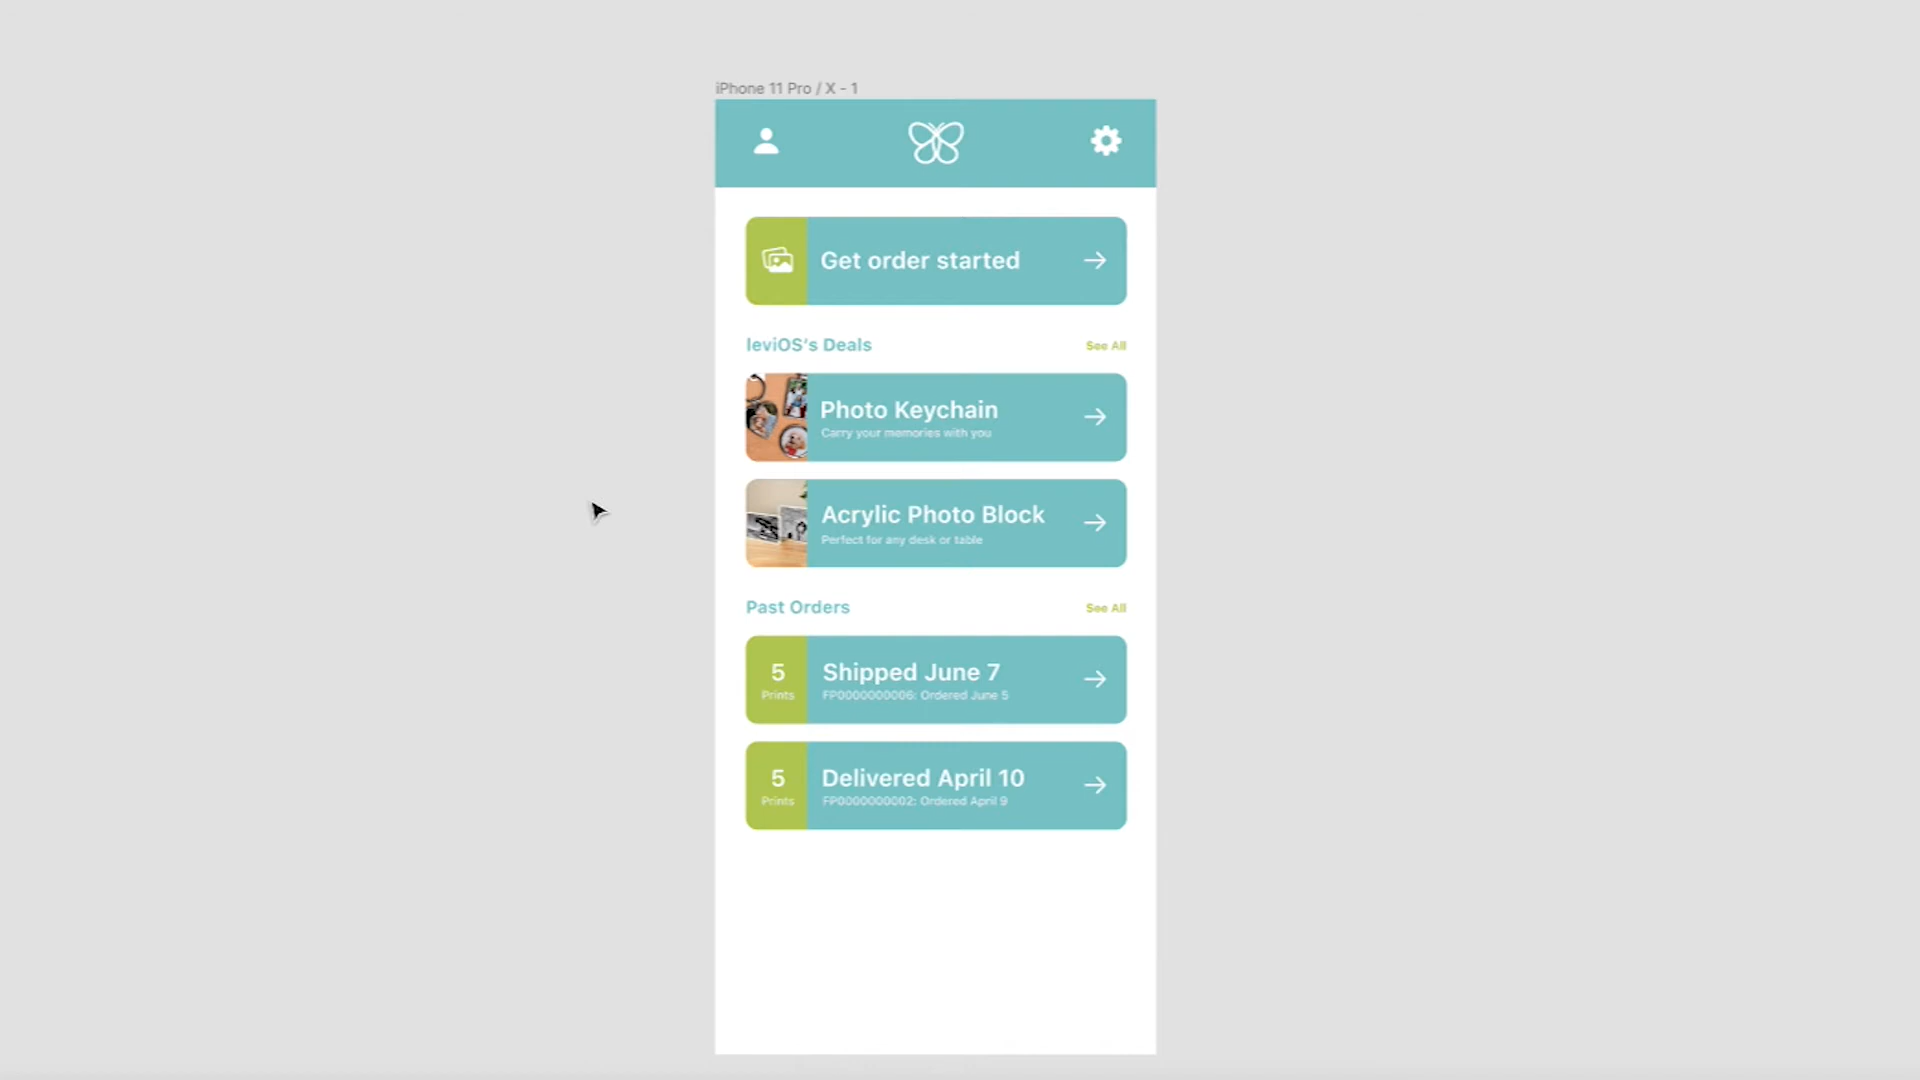 iPhone 11 Pro / X - 1
Get order started
leviOS's Deals
See All
Photo Keychain
Carry your memories with you
Acrylic Photo Block
Perfect for any desk or table
Past Orders
See All
5
Prints
Shipped June 7
FP0000000006: Ordered June 5
5
Prints
Delivered April 10
FP0000000002: Ordered April 9